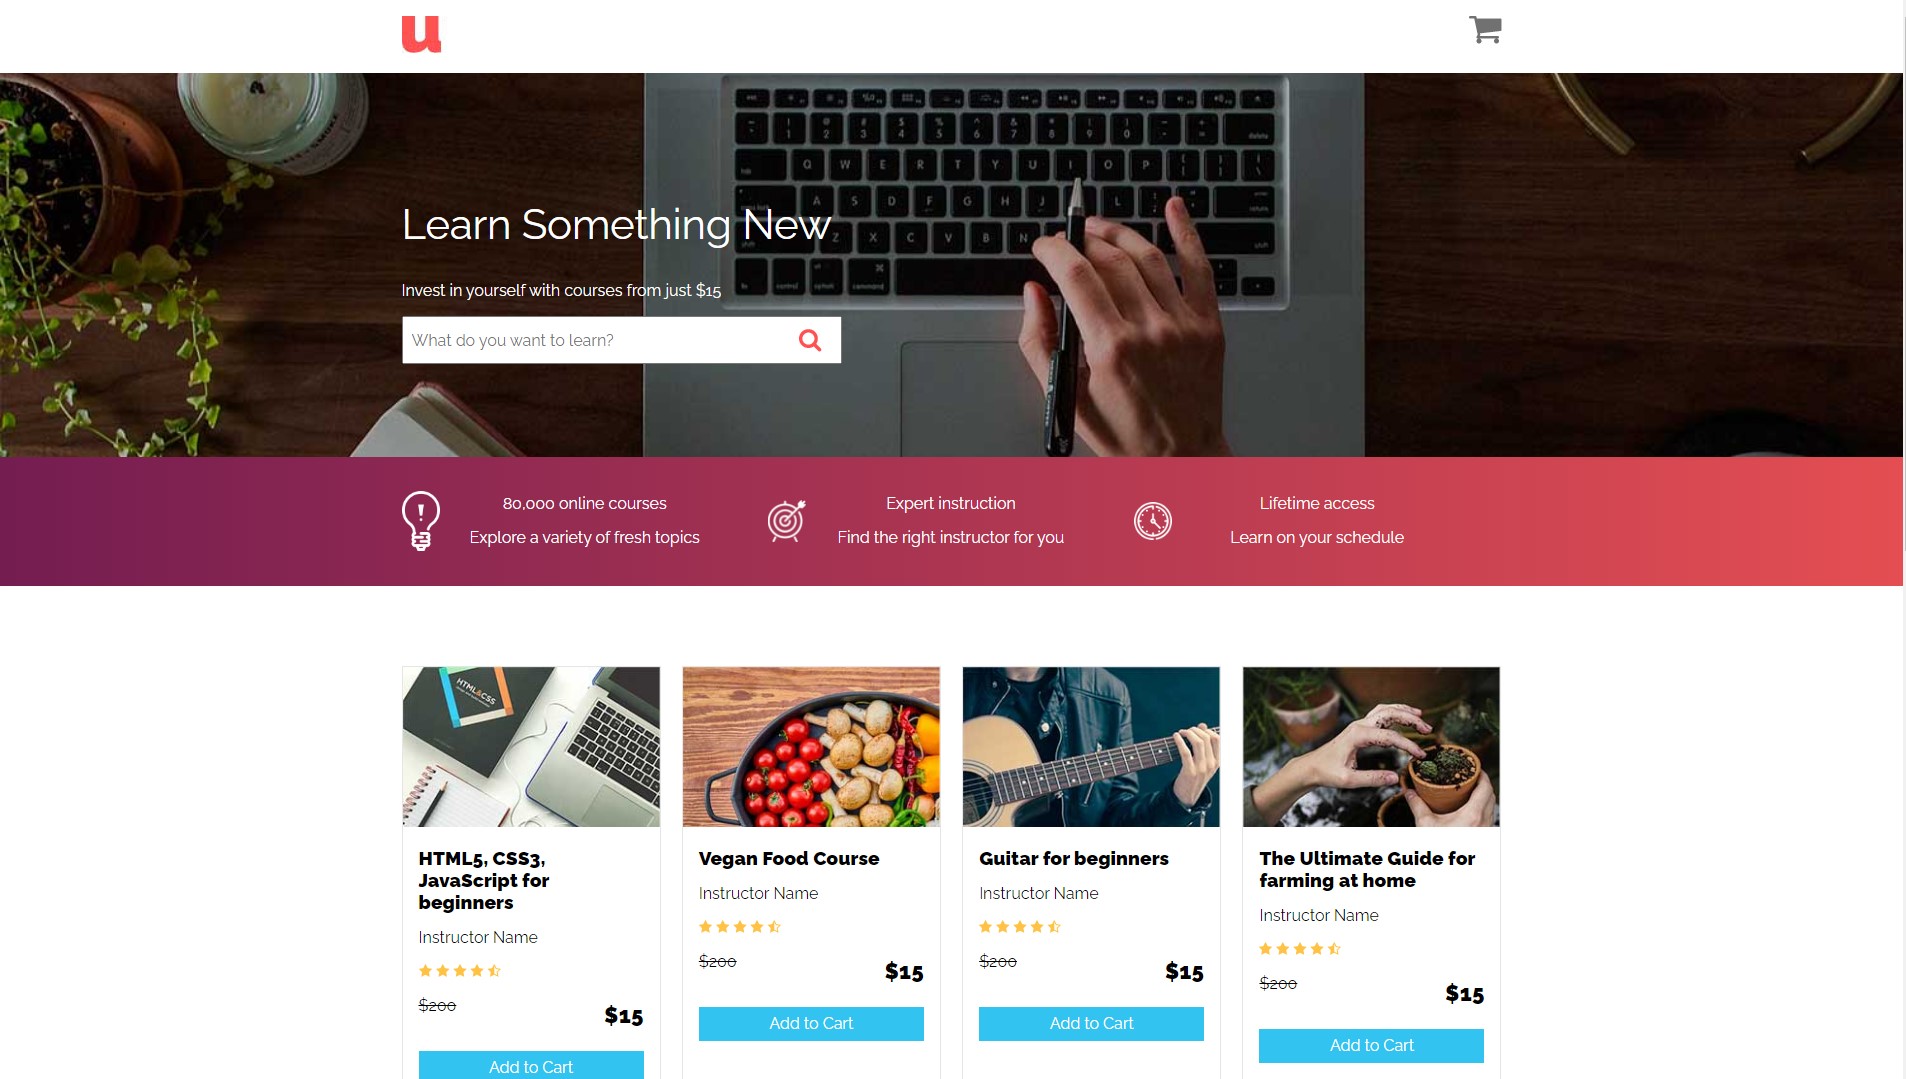 u
Learn Something New
Invest in yourself with courses from just $15
What do you want to learn?
80,000 online courses
Explore a variety of fresh topics
Expert instruction
Find the right instructor for you
Lifetime access
Learn on your schedule
HTML&CSS
HTML5, CSS3,
JavaScript for
beginners
Instructor Name
$200
$15
Add to Cart
Vegan Food Course
Instructor Name
$200
$15
Add to Cart
Guitar for beginners
Instructor Name
$200
$15
Add to Cart
The Ultimate Guide for
farming at home
Instructor Name
$200
$15
Add to Cart